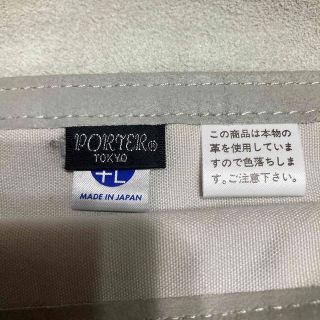 PORTER®
TOKYO
+L
MADE IN JAPAN
この商品は本物の
革を使用していま
すので色落ちしま
す。ご注意下さい。